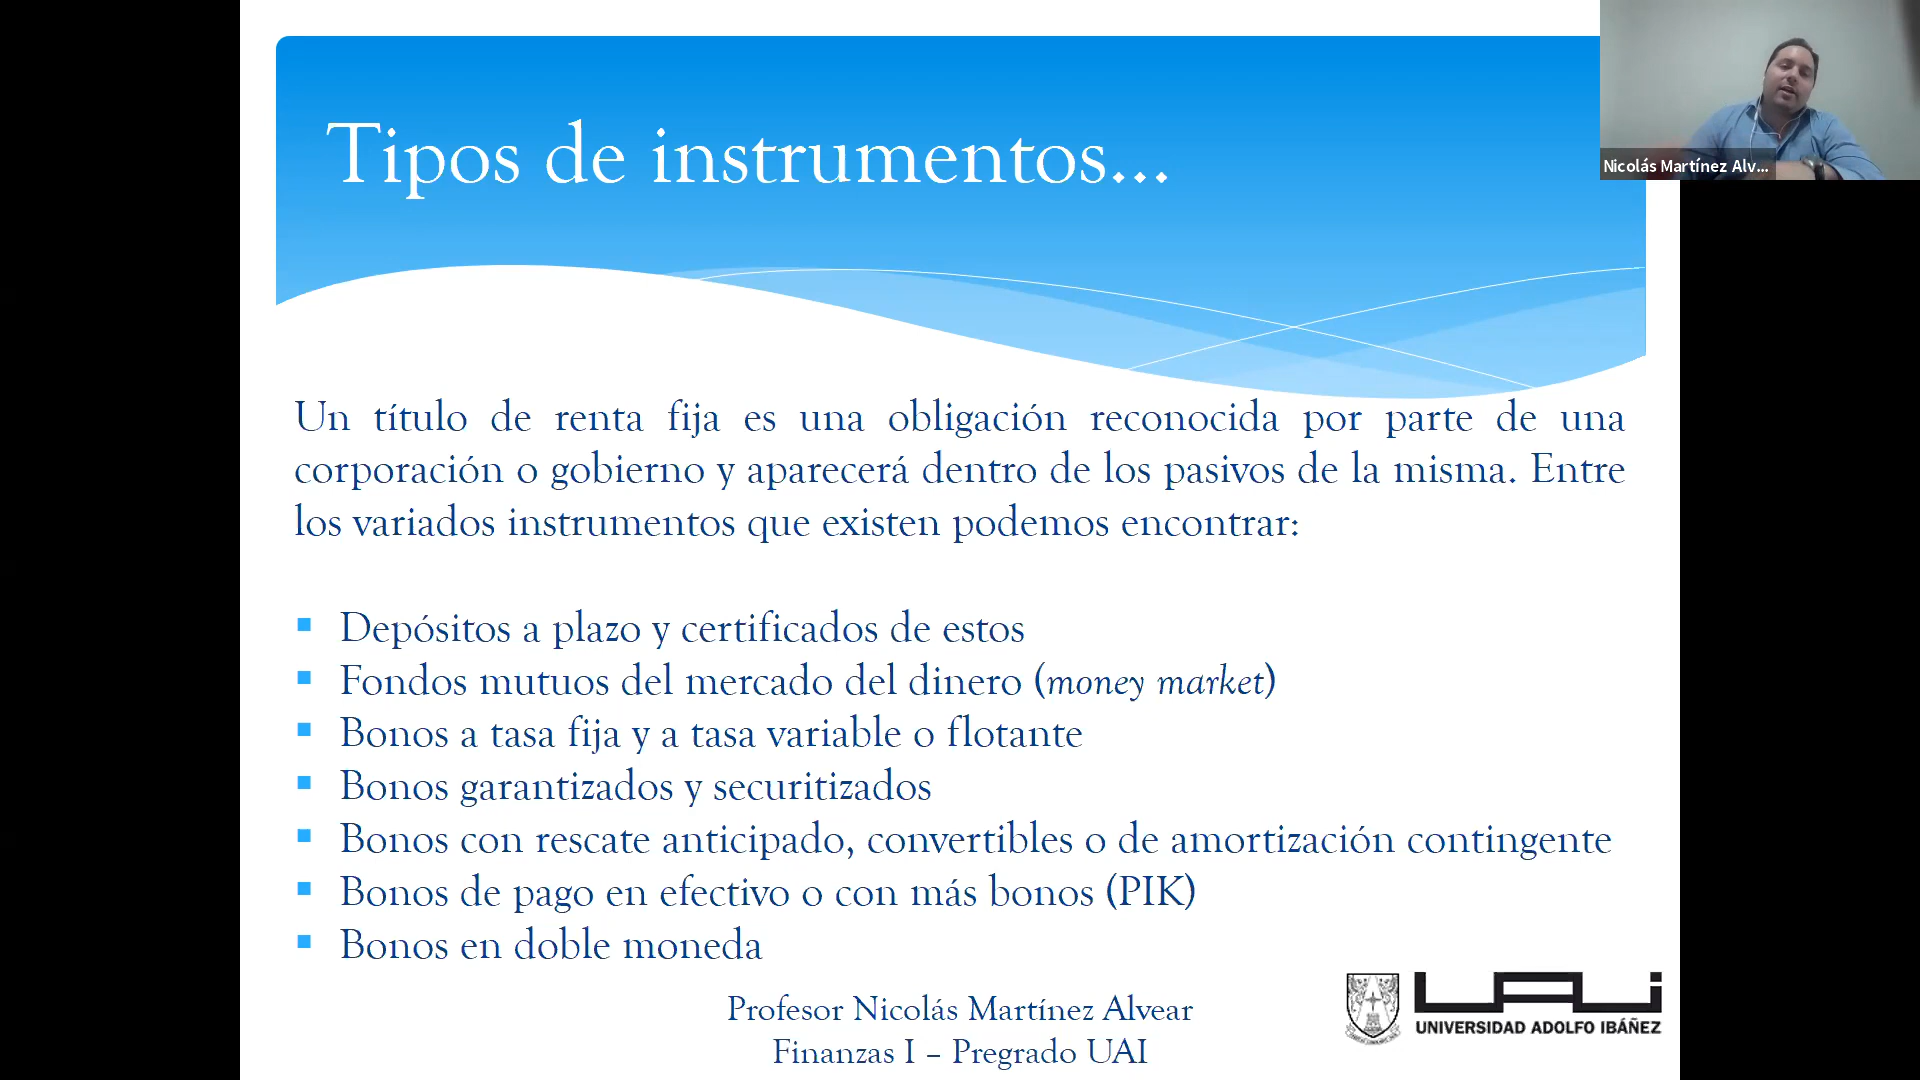 Tipos de instrumentos...
Nicolás Martínez Alv...
Un título de renta fija es una obligación reconocida por parte de una
corporación o gobierno y aparecerá dentro de los pasivos de la misma. Entre
los variados instrumentos que existen podemos encontrar:
▪ Depósitos a plazo y certificados de estos
▪ Fondos mutuos del mercado del dinero (money market)
▪ Bonos a tasa fija y a tasa variable o flotante
▪ Bonos garantizados y securitizados
▪ Bonos con rescate anticipado, convertibles o de amortización contingente
▪ Bonos de pago en efectivo o con más bonos (PIK)
▪ Bonos en doble moneda
Profesor Nicolás Martínez Alvear
Finanzas I – Pregrado UAI
UAI
UNIVERSIDAD ADOLFO IBÁÑEZ